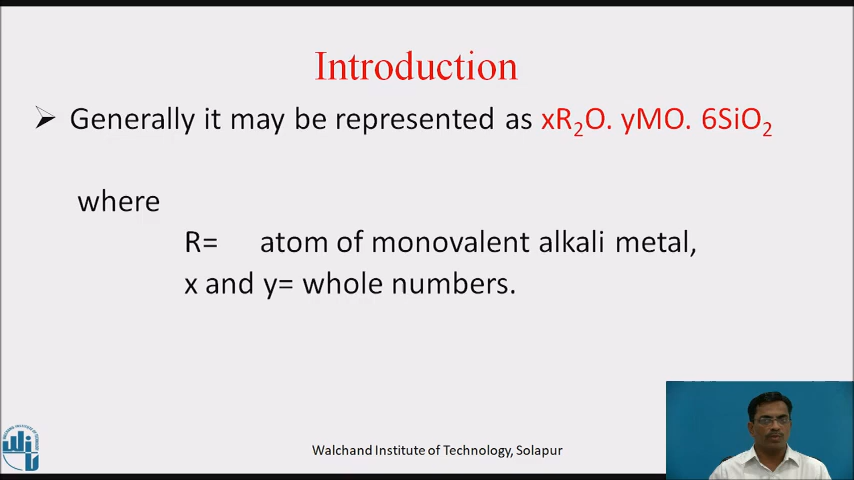 Introduction
➢ Generally it may be represented as xR₂O. yMO. 6SiO₂
where
R= atom of monovalent alkali metal,
x and y= whole numbers.
Walchand Institute of Technology, Solapur